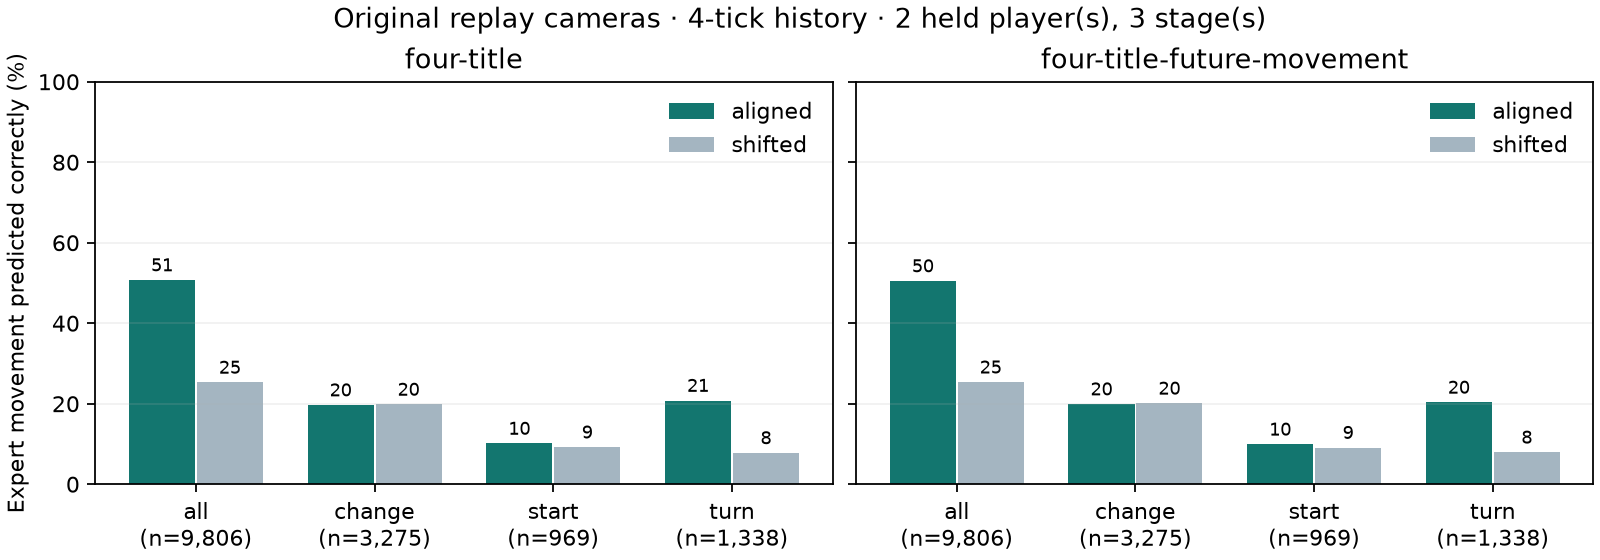 Original replay cameras · 4-tick history · 2 held player(s), 3 stage(s)
four-title
four-title-future-movement
Expert movement predicted correctly (%)
100
80
60
40
20
0
aligned
shifted
51
25
20
20
10
9
21
8
all
(n=9,806)
change
(n=3,275)
start
(n=969)
turn
(n=1,338)
aligned
shifted
50
25
20
20
10
9
20
8
all
(n=9,806)
change
(n=3,275)
start
(n=969)
turn
(n=1,338)